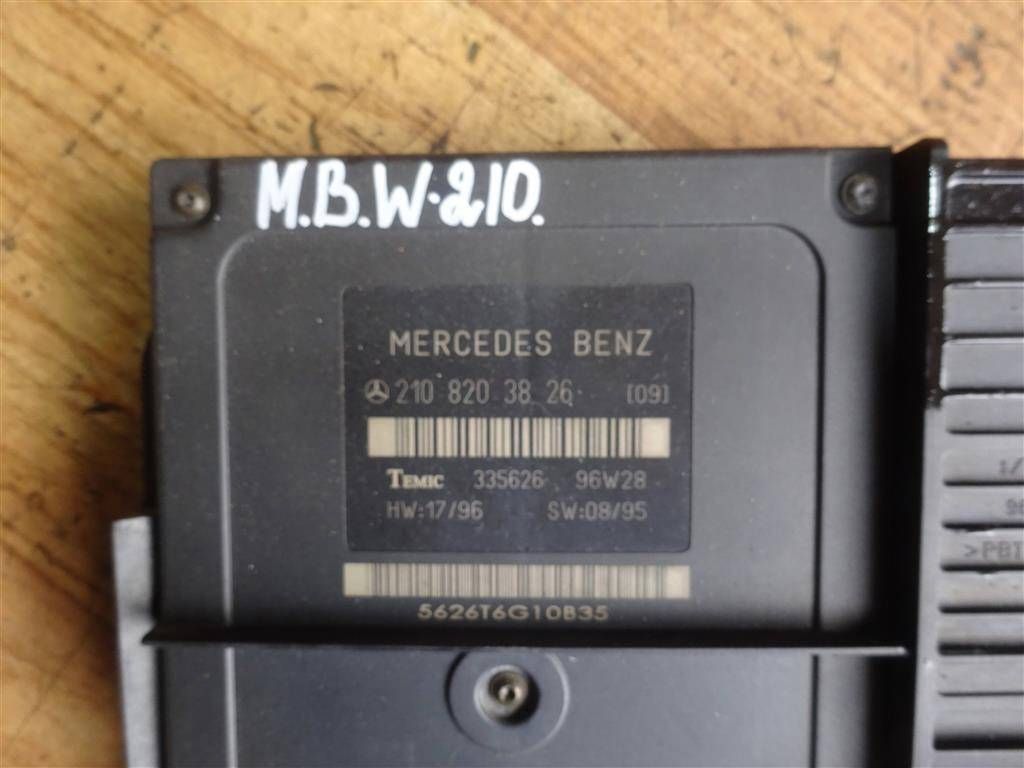 M.B.W.210.
MERCEDES BENZ
210 820 38 26 [09]
TEMIC 335626 96W28
HW:17/96 SW:08/95
5626T6G10B35
1/
>PBT